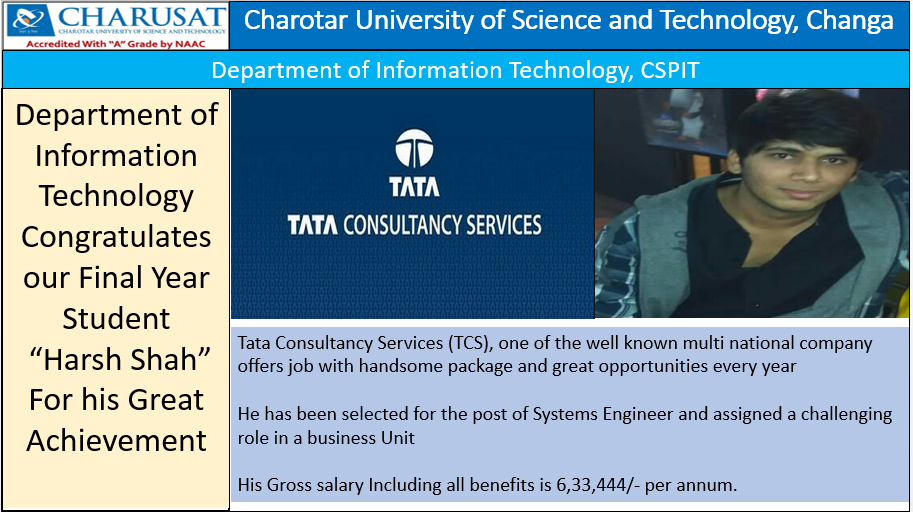 CHARUSAT
CHAROTAR UNIVERSITY OF SCIENCE AND TECHNOLOGY
Accredited With "A" Grade by NAAC
Charotar University of Science and Technology, Changa
Department of Information Technology, CSPIT
Department of
Information
Technology
Congratulates
our Final Year
Student
“Harsh Shah”
For his Great
Achievement
TATA
TATA CONSULTANCY SERVICES
Tata Consultancy Services (TCS), one of the well known multi national company
offers job with handsome package and great opportunities every year
He has been selected for the post of Systems Engineer and assigned a challenging
role in a business Unit
His Gross salary Including all benefits is 6,33,444/- per annum.